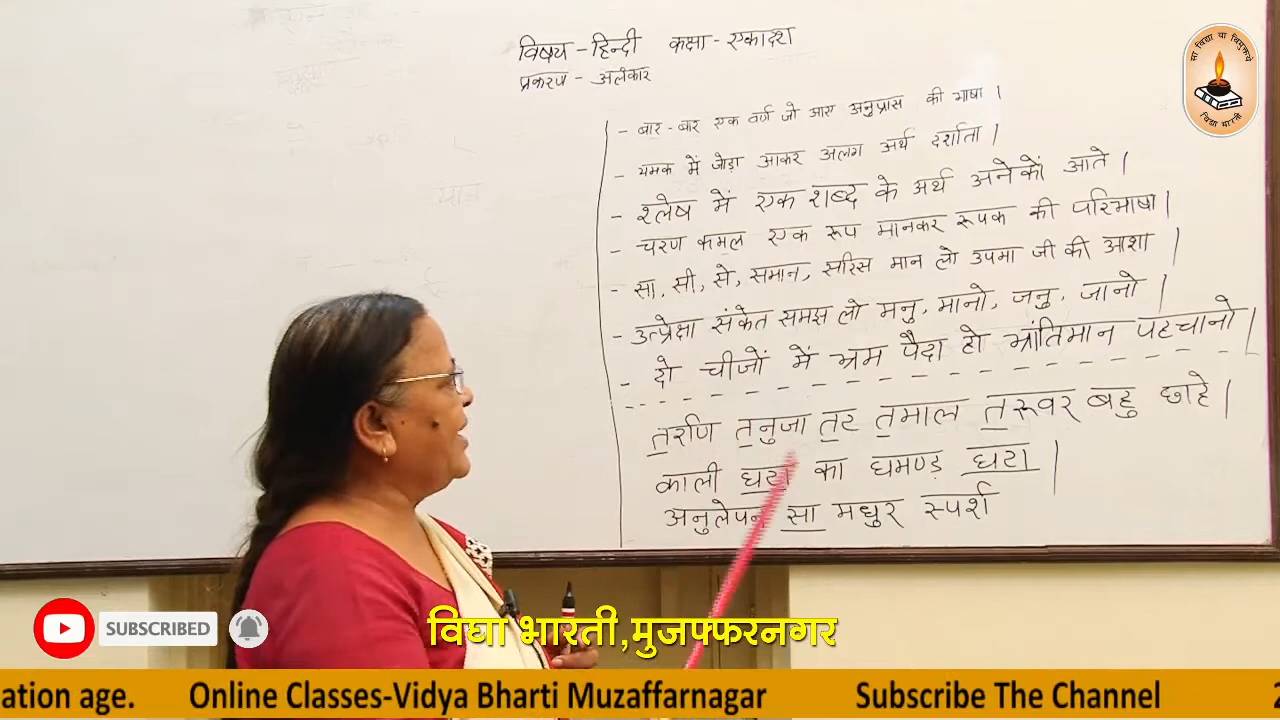 विषय - हिन्दी कक्षा - एकादश
प्रकरण - अलंकार
- बार - बार एक वर्ण जो आए अनुप्रास की भाषा ।
- यमक में जोड़ा आकर अलग अर्थ दर्शाता ।
- श्लेष में एक शब्द के अर्थ अनेकों आते ।
- चरण कमल एक रूप मानकर रूपक की परिभाषा ।
- सा, सी, से, समान, सरिस मान लो उपमा जी की आशा ।
- उत्प्रेक्षा संकेत समझ लो मनु, मानो, जनु, जानो ।
- दो चीजों में भ्रम पैदा हो भ्रांतिमान पहचानो ।
तरणि तनुजा तट तमाल तरूवर बहु छाहे ।
काली घटा का घमण्ड़ घटा ।
अनुलेपन सा मधुर स्पर्श
सा विद्या या विमुक्तये
विद्या भारती
SUBSCRIBED
विद्या भारती,मुजफ्फरनगर
ation age. Online Classes-Vidya Bharti Muzaffarnagar Subscribe The Channel 2